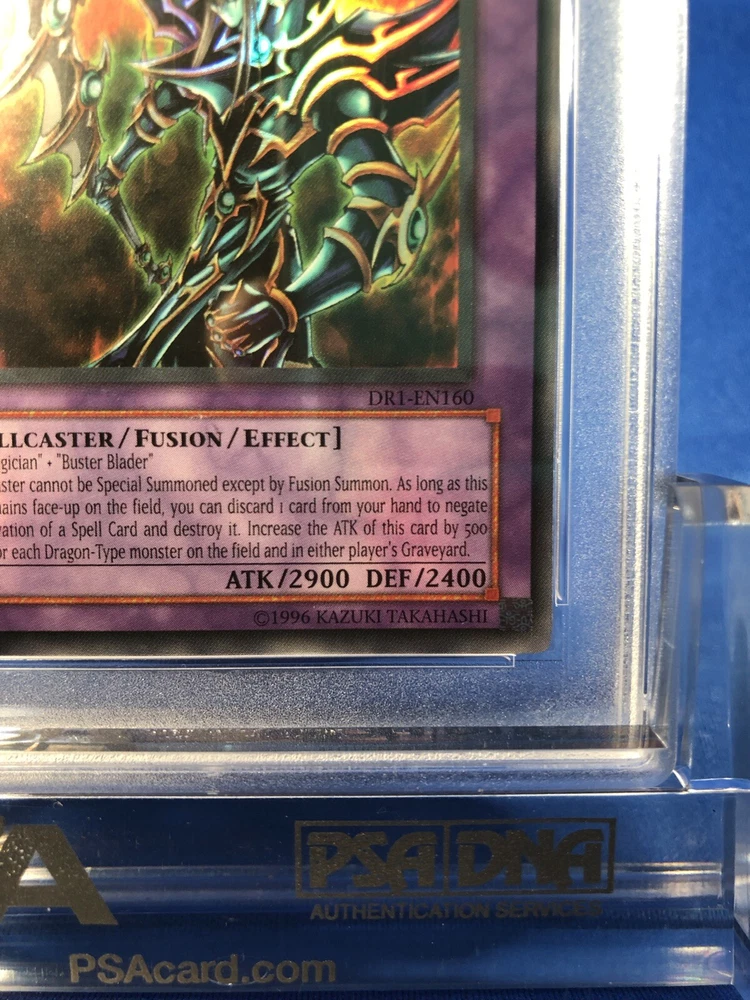 DR1-EN160
LLCASTER / FUSION / EFFECT ]
gician" + "Buster Blader"
ster cannot be Special Summoned except by Fusion Summon. As long as this
ains face-up on the field, you can discard 1 card from your hand to negate
vation of a Spell Card and destroy it. Increase the ATK of this card by 500
or each Dragon-Type monster on the field and in either player's Graveyard.
ATK/2900 DEF/2400
©1996 KAZUKI TAKAHASHI
A PSA DNA
AUTHENTICATION SERVICES
PSAcard.com